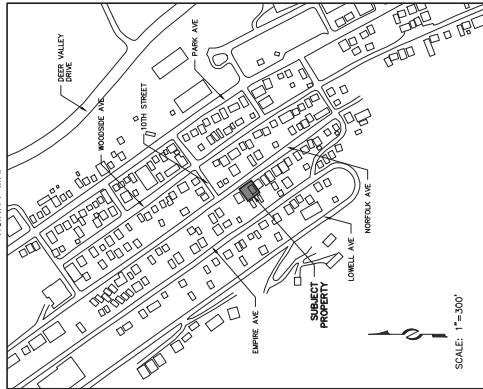 DEER VALLEY
DRIVE
PARK AVE
WOODSIDE AVE
10TH STREET
NORFOLK AVE
LOWELL AVE
EMPIRE AVE
SUBJECT
PROPERTY
SCALE: 1"=300'